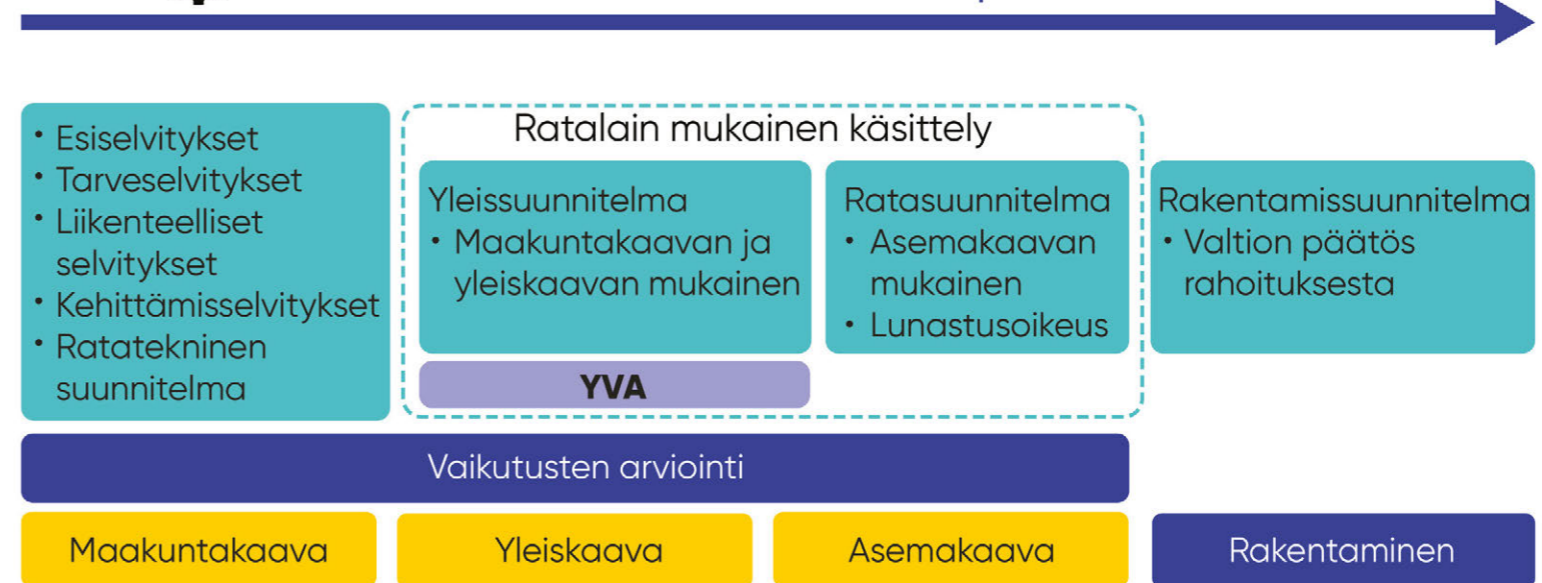 • Esiselvitykset
• Tarveselvitykset
• Liikenteelliset
selvitykset
• Kehittämisselvitykset
• Ratatekninen
suunnitelma
Ratalain mukainen käsittely
Yleissuunnitelma
• Maakuntakaavan ja
yleiskaavan mukainen
YVA
Ratasuunnitelma
• Asemakaavan
mukainen
• Lunastusoikeus
Rakentamissuunnitelma
• Valtion päätös
rahoituksesta
Vaikutusten arviointi
Maakuntakaava
Yleiskaava
Asemakaava
Rakentaminen